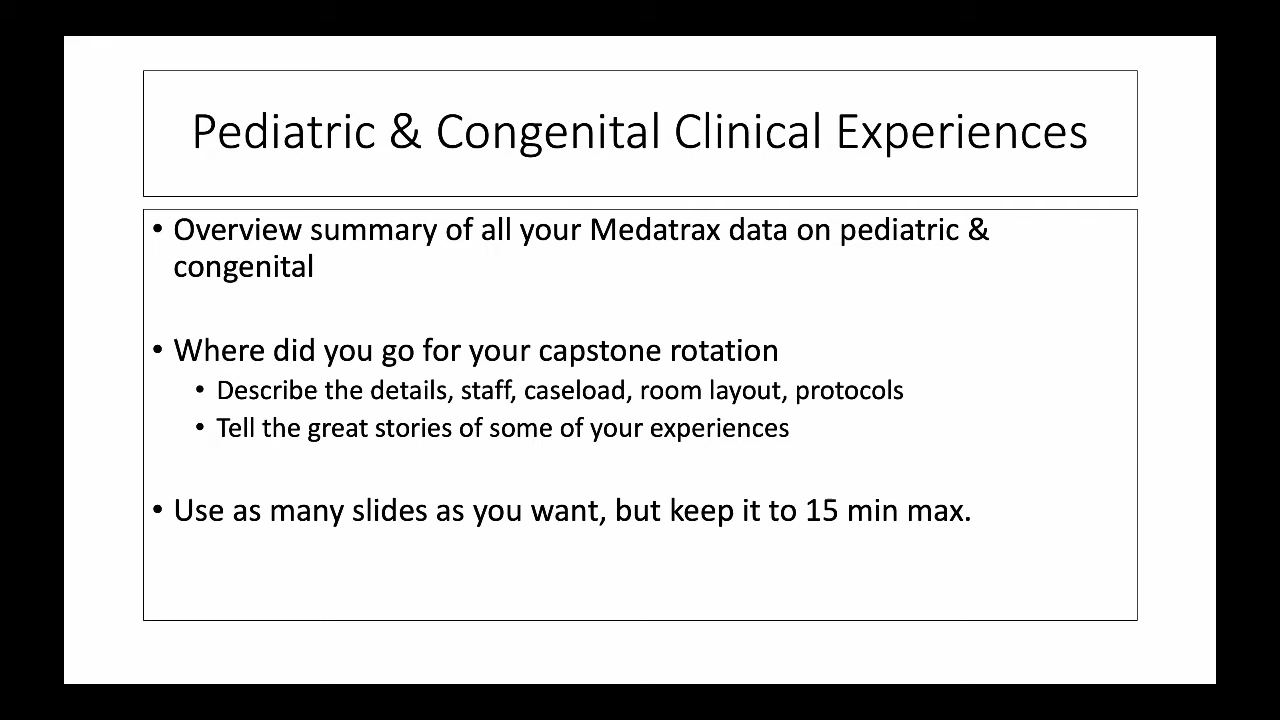 Pediatric & Congenital Clinical Experiences
• Overview summary of all your Medatrax data on pediatric &
congenital
• Where did you go for your capstone rotation
• Describe the details, staff, caseload, room layout, protocols
• Tell the great stories of some of your experiences
• Use as many slides as you want, but keep it to 15 min max.